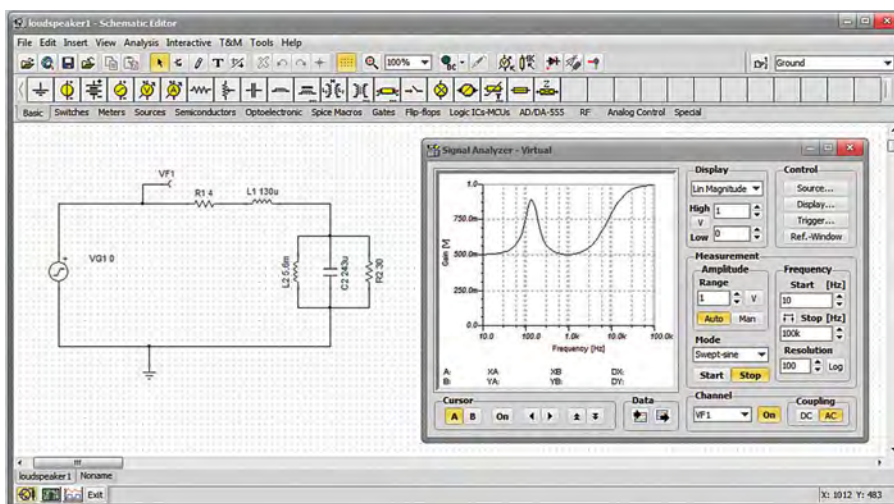 loudspeaker1 - Schematic Editor
File Edit Insert View Analysis Interactive T&M Tools Help
100%
Ground
Basic Switches Meters Sources Semiconductors Optoelectronic Spice Macros Gates Flip-flops Logic ICs-MCUs AD/DA-555 RF Analog Control Special
VF1
R1 4
L1 130u
VG1 0
+
L2 5.6m
C2 243u
R2 30
Signal Analyzer - Virtual
1.0
750.0m
500.0m
250.0m
0.0
Gain [V]
10.0 100.0 1.0k 10.0k 100.0k
Frequency [Hz]
A: XA: XB: DX:
B: YA: YB: DY:
Cursor
A B On
Data
Display
Lin Magnitude
High 1
V
Low 0
Control
Source...
Display...
Trigger...
Ref.-Window
Measurement
Amplitude
Range
1 V
Auto Man
Mode
Swept-sine
Start Stop
Frequency
Start [Hz]
10
Stop [Hz]
100k
Resolution
100 Log
Channel
VF1 On
Coupling
DC AC
loudspeaker1 Noname
Exit
X: 1012 Y: 483